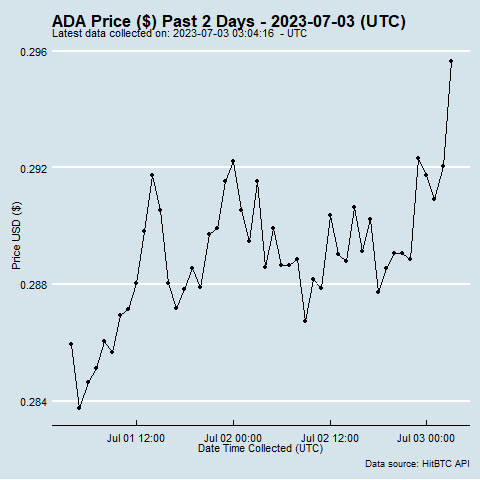 ADA Price ($) Past 2 Days - 2023-07-03 (UTC)
Latest data collected on: 2023-07-03 03:04:16  - UTC
0.296
0.292
0.288
0.284
Price USD ($)
Jul 01 12:00 Jul 02 00:00 Jul 02 12:00 Jul 03 00:00
Date Time Collected (UTC)
Data source: HitBTC API